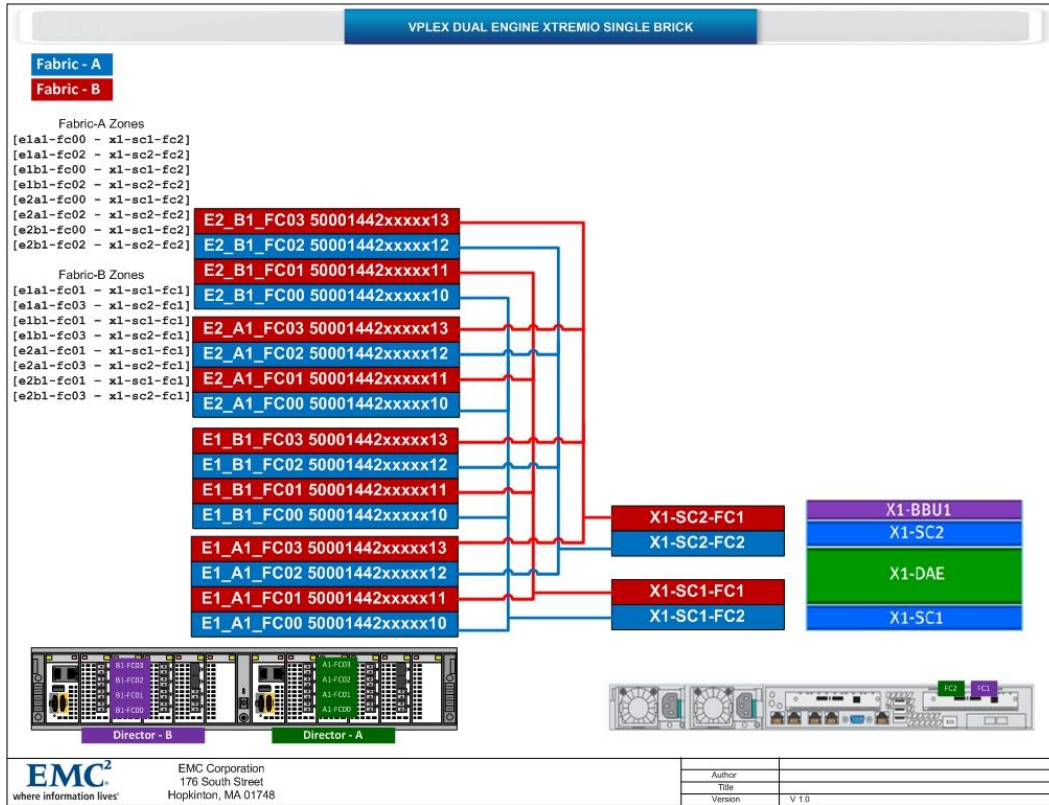 VPLEX DUAL ENGINE XTREMIO SINGLE BRICK
Fabric - A
Fabric - B
Fabric-A Zones
[e1a1-fc00 - x1-sc1-fc2]
[e1a1-fc02 - x1-sc2-fc2]
[e1b1-fc00 - x1-sc1-fc2]
[e1b1-fc02 - x1-sc2-fc2]
[e2a1-fc00 - x1-sc1-fc2]
[e2a1-fc02 - x1-sc2-fc2]
[e2b1-fc00 - x1-sc1-fc2]
[e2b1-fc02 - x1-sc2-fc2]
Fabric-B Zones
[e1a1-fc01 - x1-sc1-fc1]
[e1a1-fc03 - x1-sc2-fc1]
[e1b1-fc01 - x1-sc1-fc1]
[e1b1-fc03 - x1-sc2-fc1]
[e2a1-fc01 - x1-sc1-fc1]
[e2a1-fc03 - x1-sc2-fc1]
[e2b1-fc01 - x1-sc1-fc1]
[e2b1-fc03 - x1-sc2-fc1]
E2_B1_FC03 50001442xxxxx13
E2_B1_FC02 50001442xxxxx12
E2_B1_FC01 50001442xxxxx11
E2_B1_FC00 50001442xxxxx10
E2_A1_FC03 50001442xxxxx13
E2_A1_FC02 50001442xxxxx12
E2_A1_FC01 50001442xxxxx11
E2_A1_FC00 50001442xxxxx10
E1_B1_FC03 50001442xxxxx13
E1_B1_FC02 50001442xxxxx12
E1_B1_FC01 50001442xxxxx11
E1_B1_FC00 50001442xxxxx10
E1_A1_FC03 50001442xxxxx13
E1_A1_FC02 50001442xxxxx12
E1_A1_FC01 50001442xxxxx11
E1_A1_FC00 50001442xxxxx10
X1-SC2-FC1
X1-SC2-FC2
X1-SC1-FC1
X1-SC1-FC2
X1-BBU1
X1-SC2
X1-DAE
X1-SC1
B1-FC03
B1-FC02
B1-FC01
B1-FC00
A1-FC03
A1-FC02
A1-FC01
A1-FC00
Director - B
Director - A
FC2
FC1
EMC²
where information lives®
EMC Corporation
176 South Street
Hopkinton, MA 01748
Author
Title
Version V 1.0